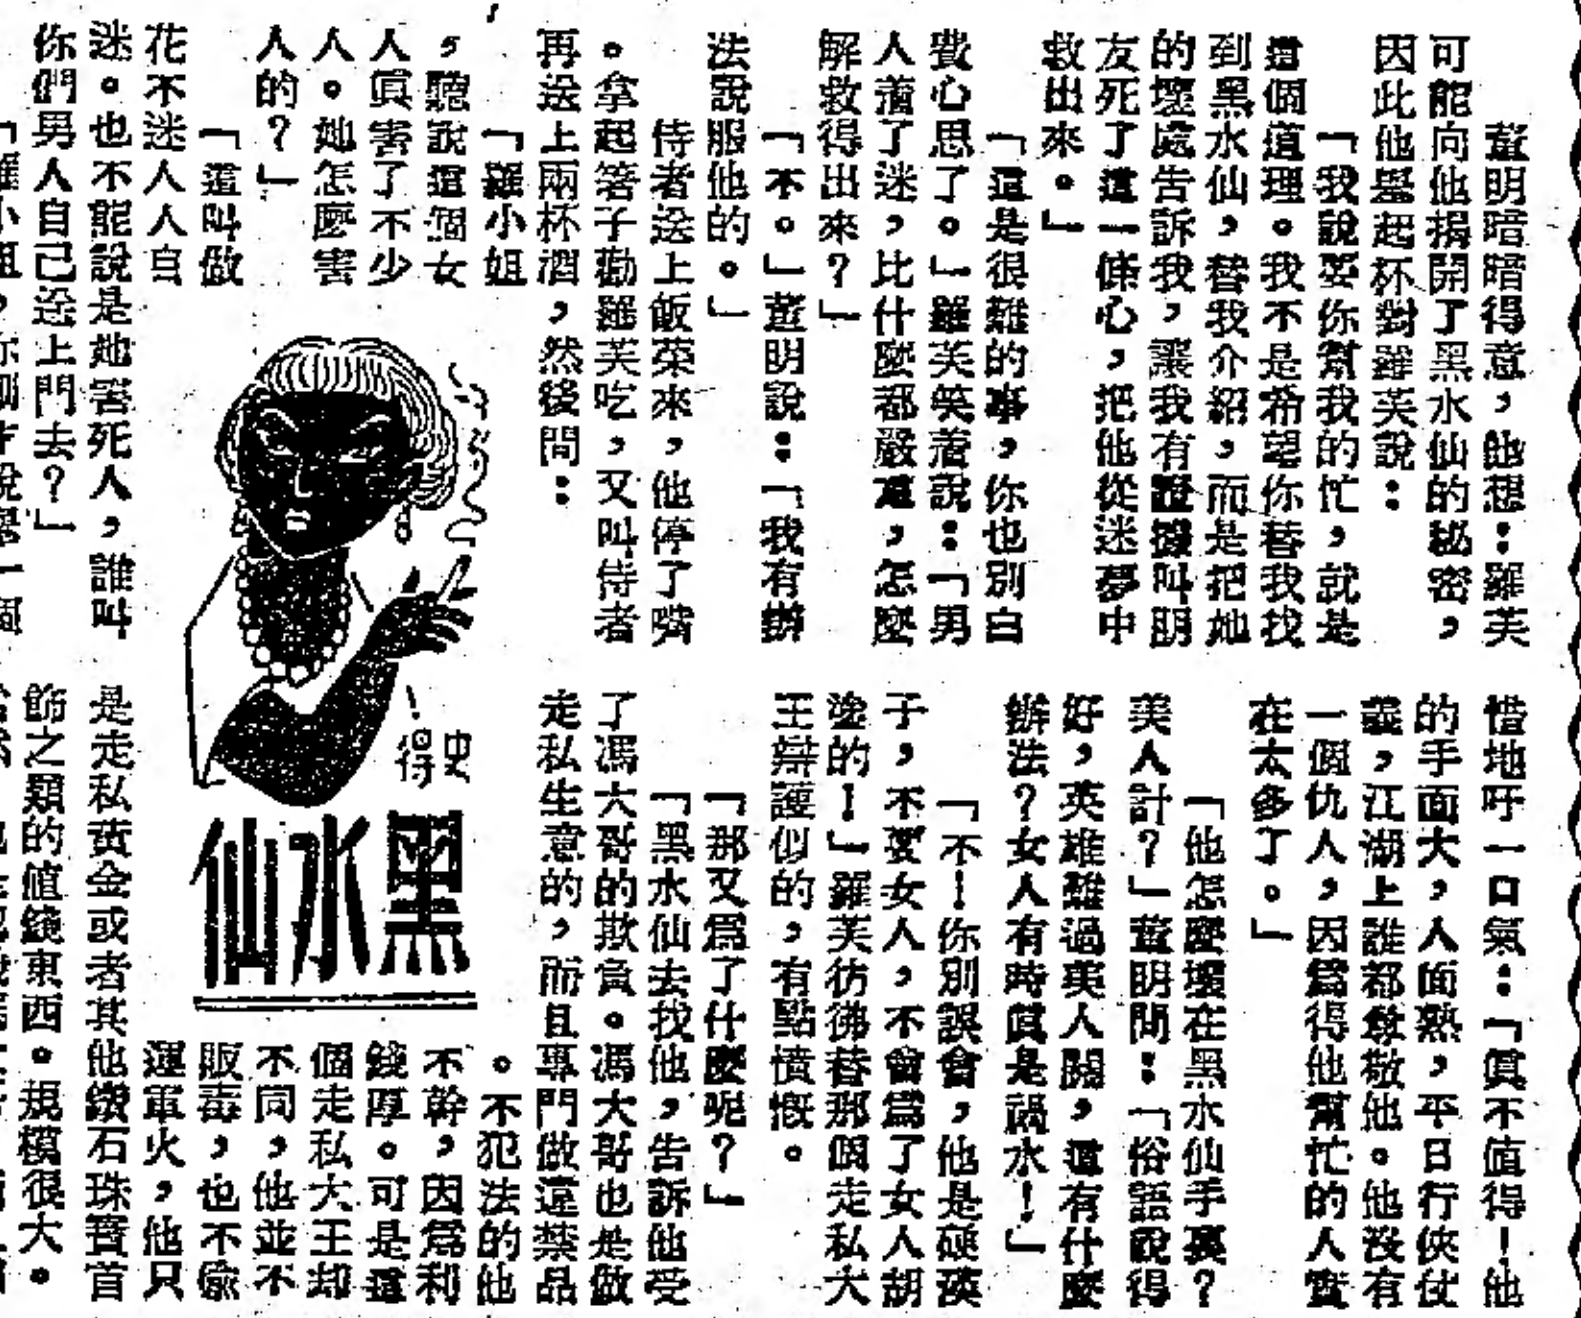 董明暗暗得意，他想：羅芙
可能向他揭開了黑水仙的秘密，
因此他舉起杯對羅芙說：
「我說要你幫我的忙，就是
這個道理。我不是希望你替我找
到黑水仙，替我介紹，而是把她
的壞處告訴我，讓我有證據叫朋
友死了這一條心，把他從迷夢中
救出來。」
「這是很難的事，你也別白
費心思了。」羅芙笑着說：「男
人着了迷，比什麼都嚴重，怎麼
解救得出來？」
「不。」董明說：「我有辦
法說服他的。」
侍者送上飯菜來，他停了嘴
。拿起箸子勸羅芙吃，又叫侍者
再送上兩杯酒，然後問：
「羅小姐
，聽說這個女
人眞害了不少
人。她怎麼害
人的？」
「這叫做
花不迷人人自
迷。也不能說是她害死人，誰叫
你們男人自己送上門去？」
史得
黑水仙
惜地吁一口氣：「眞不值得！他
的手面大，人面熟，平日行俠仗
義，江湖上誰都尊敬他。他沒有
一個仇人，因爲得他幫忙的人實
在太多了。」
「他怎麼壞在黑水仙手裏？
美人計？」董明問：「俗語說得
好，英雄難過美人關，還有什麼
辦法？女人有時眞是禍水！」
「不！你別誤會，他是硬漢
子，不要女人，不會爲了女人胡
塗的！」羅芙彷彿替那個走私大
王辯護似的，有點憤慨。
「那又爲了什麼呢？」
「黑水仙去找他，告訴他受
了馮大哥的欺負。馮大哥也是做
走私生意的，而且專門做違禁品
。不犯法的他
不幹，因爲利
錢厚。可是這
個走私大王却
不同，他並不
販毒，也不偸
運軍火，他只
是走私黃金或者其他鑽石珠寶首
飾之類的值錢東西。規模很大。